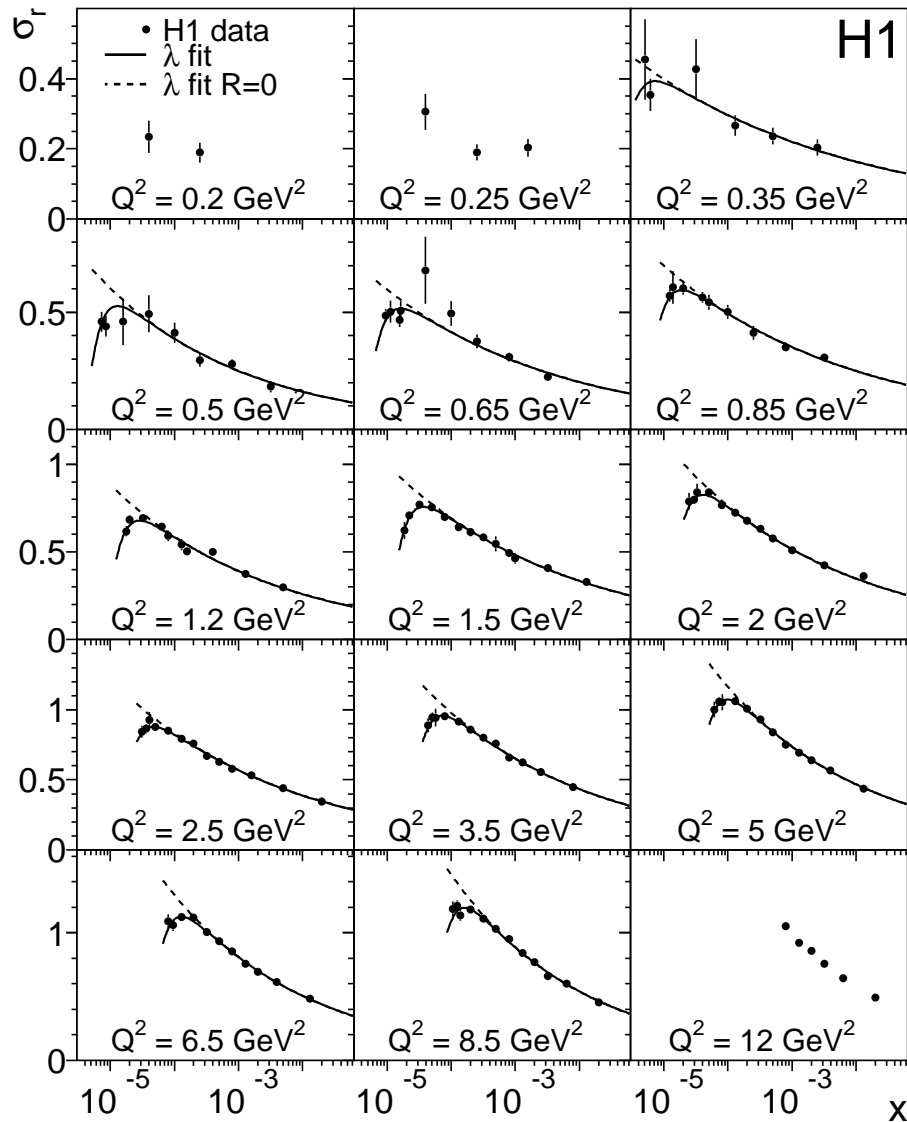 σr
H1 data
λ fit
λ fit R=0
H1
0.4
0.2
0
Q² = 0.2 GeV²
Q² = 0.25 GeV²
Q² = 0.35 GeV²
0.5
0
Q² = 0.5 GeV²
Q² = 0.65 GeV²
Q² = 0.85 GeV²
1
0.5
0
Q² = 1.2 GeV²
Q² = 1.5 GeV²
Q² = 2 GeV²
1
0.5
0
Q² = 2.5 GeV²
Q² = 3.5 GeV²
Q² = 5 GeV²
1
0
Q² = 6.5 GeV²
Q² = 8.5 GeV²
Q² = 12 GeV²
10⁻⁵ 10⁻³ 10⁻⁵ 10⁻³ 10⁻⁵ 10⁻³ x